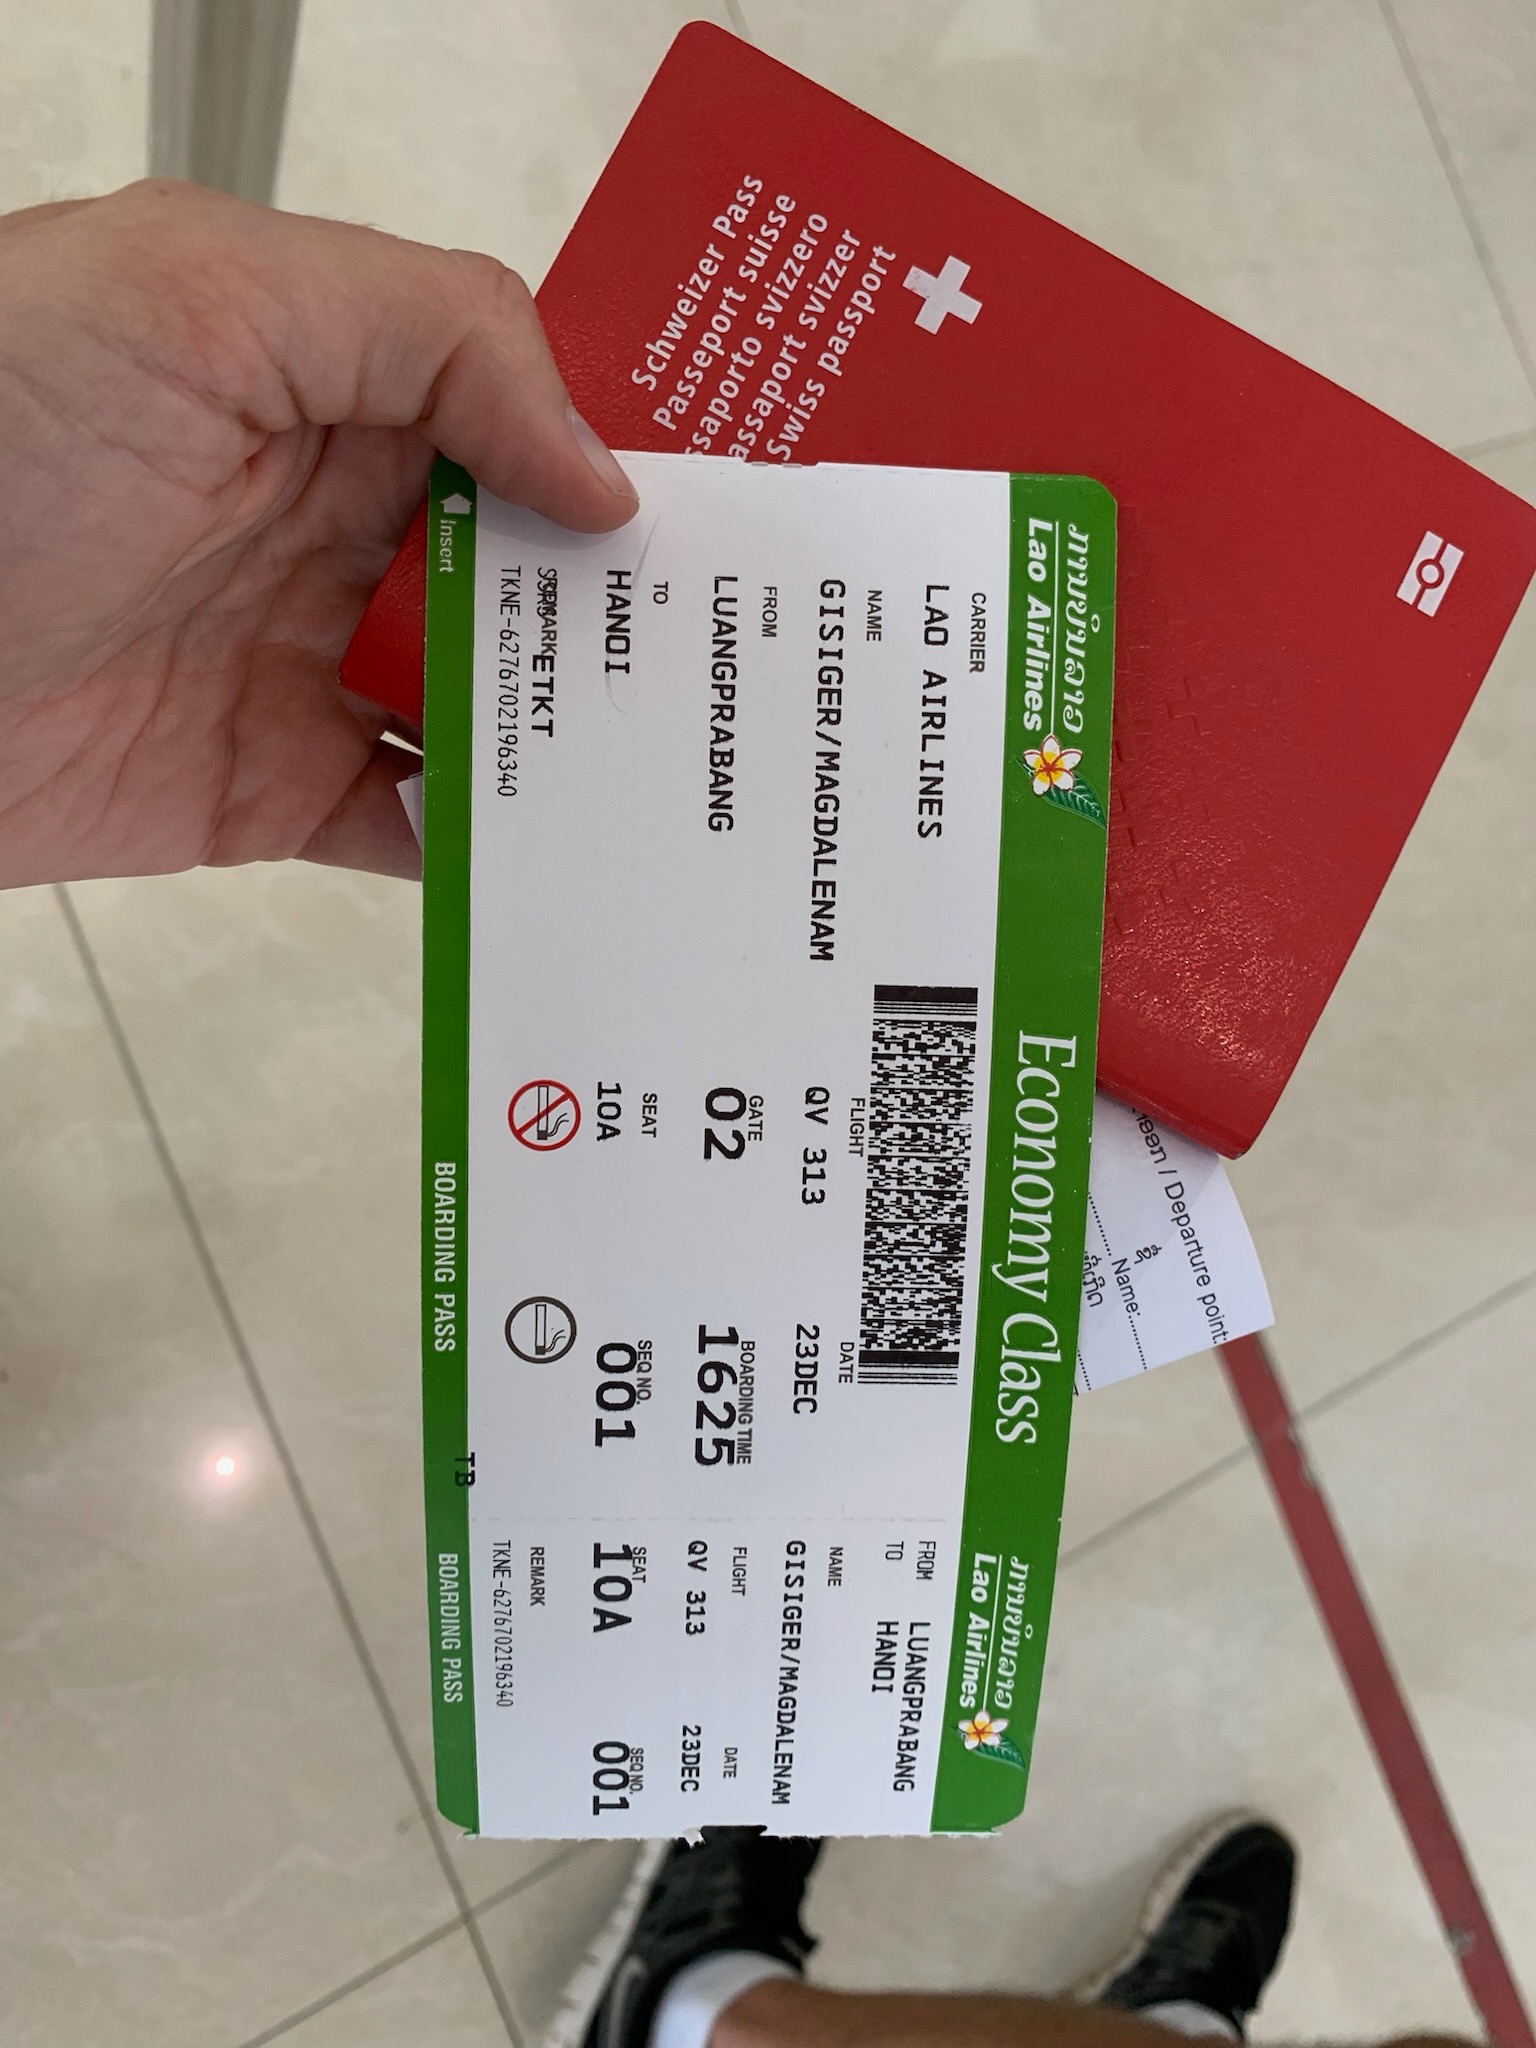 Schweizer Pass
Passeport suisse
ssaporto svizzero
assaport svizzer
Swiss passport
ການບິນລາວ
Lao Airlines
Economy Class
CARRIER
LAO AIRLINES
NAME
GISIGER/MAGDALENAM
FLIGHT
QV 313
DATE
23DEC
FROM
LUANGPRABANG
GATE
02
BOARDING TIME
1625
TO
HANOI
SEAT
10A
SEQ NO.
001
ETKT
TKNE-6276702196340
Insert
BOARDING PASS
TB
ການບິນລາວ
Lao Airlines
FROM LUANGPRABANG
TO HANOI
NAME
GISIGER/MAGDALENAM
FLIGHT
QV 313
DATE
23DEC
SEAT
10A
SEQ NO.
001
REMARK
TKNE-6276702196340
BOARDING PASS
/ Departure point:
ຊື່
Name: